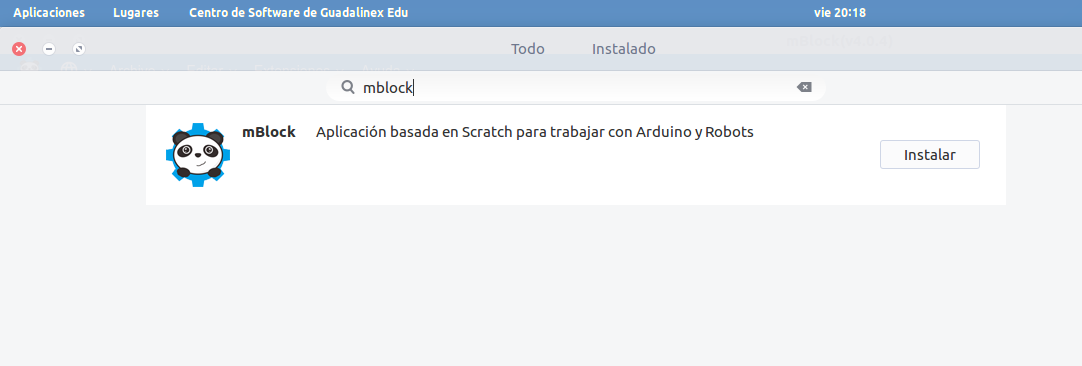 Aplicaciones Lugares Centro de Software de Guadalinex Edu vie 20:18
Todo Instalado
mblock
mBlock Aplicación basada en Scratch para trabajar con Arduino y Robots
Instalar